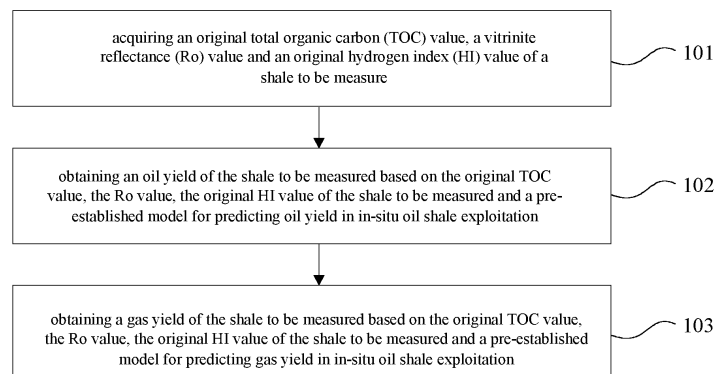 acquiring an original total organic carbon (TOC) value, a vitrinite
reflectance (Ro) value and an original hydrogen index (HI) value of a
shale to be measure
101
obtaining an oil yield of the shale to be measured based on the original TOC
value, the Ro value, the original HI value of the shale to be measured and a pre-
established model for predicting oil yield in in-situ oil shale exploitation
102
obtaining a gas yield of the shale to be measured based on the original TOC value,
the Ro value, the original HI value of the shale to be measured and a pre-established
model for predicting gas yield in in-situ oil shale exploitation
103